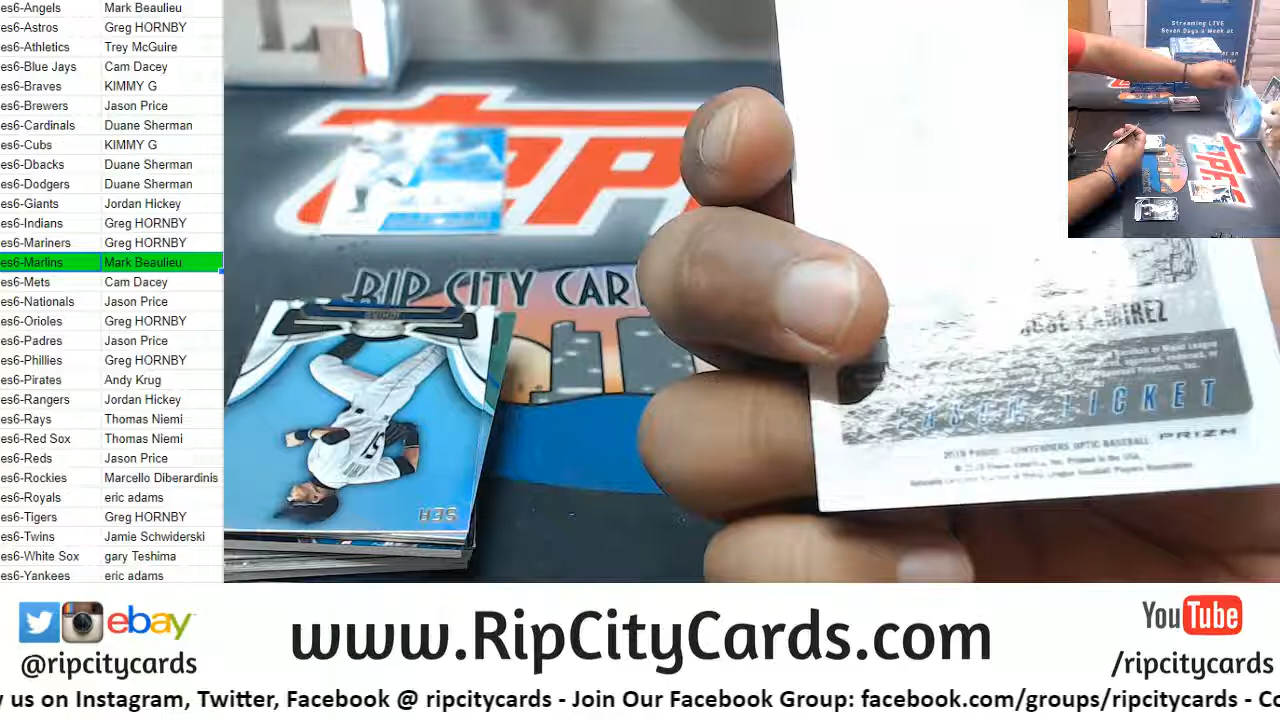 es6-Angels Mark Beaulieu
es6-Astros Greg HORNBY
es6-Athletics Trey McGuire
es6-Blue Jays Cam Dacey
es6-Braves KIMMY G
es6-Brewers Jason Price
es6-Cardinals Duane Sherman
es6-Cubs KIMMY G
es6-Dbacks Duane Sherman
es6-Dodgers Duane Sherman
es6-Giants Jordan Hickey
es6-Indians Greg HORNBY
es6-Mariners Greg HORNBY
es6-Marlins Mark Beaulieu
es6-Mets Cam Dacey
es6-Nationals Jason Price
es6-Orioles Greg HORNBY
es6-Padres Jason Price
es6-Phillies Greg HORNBY
es6-Pirates Andy Krug
es6-Rangers Jordan Hickey
es6-Rays Thomas Niemi
es6-Red Sox Thomas Niemi
es6-Reds Jason Price
es6-Rockies Marcello Diberardinis
es6-Royals eric adams
es6-Tigers Greg HORNBY
es6-Twins Jamie Schwiderski
es6-White Sox gary Teshima
es6-Yankees eric adams
RIP CITY CAR
SEA
JOSE RAMIREZ
TICKET
PRIZM
Streaming LIVE
Seven Days a Week at
ebay
@ripcitycards
www.RipCityCards.com
YouTube
/ripcitycards
y us on Instagram, Twitter, Facebook @ ripcitycards - Join Our Facebook Group: facebook.com/groups/ripcitycards - Co